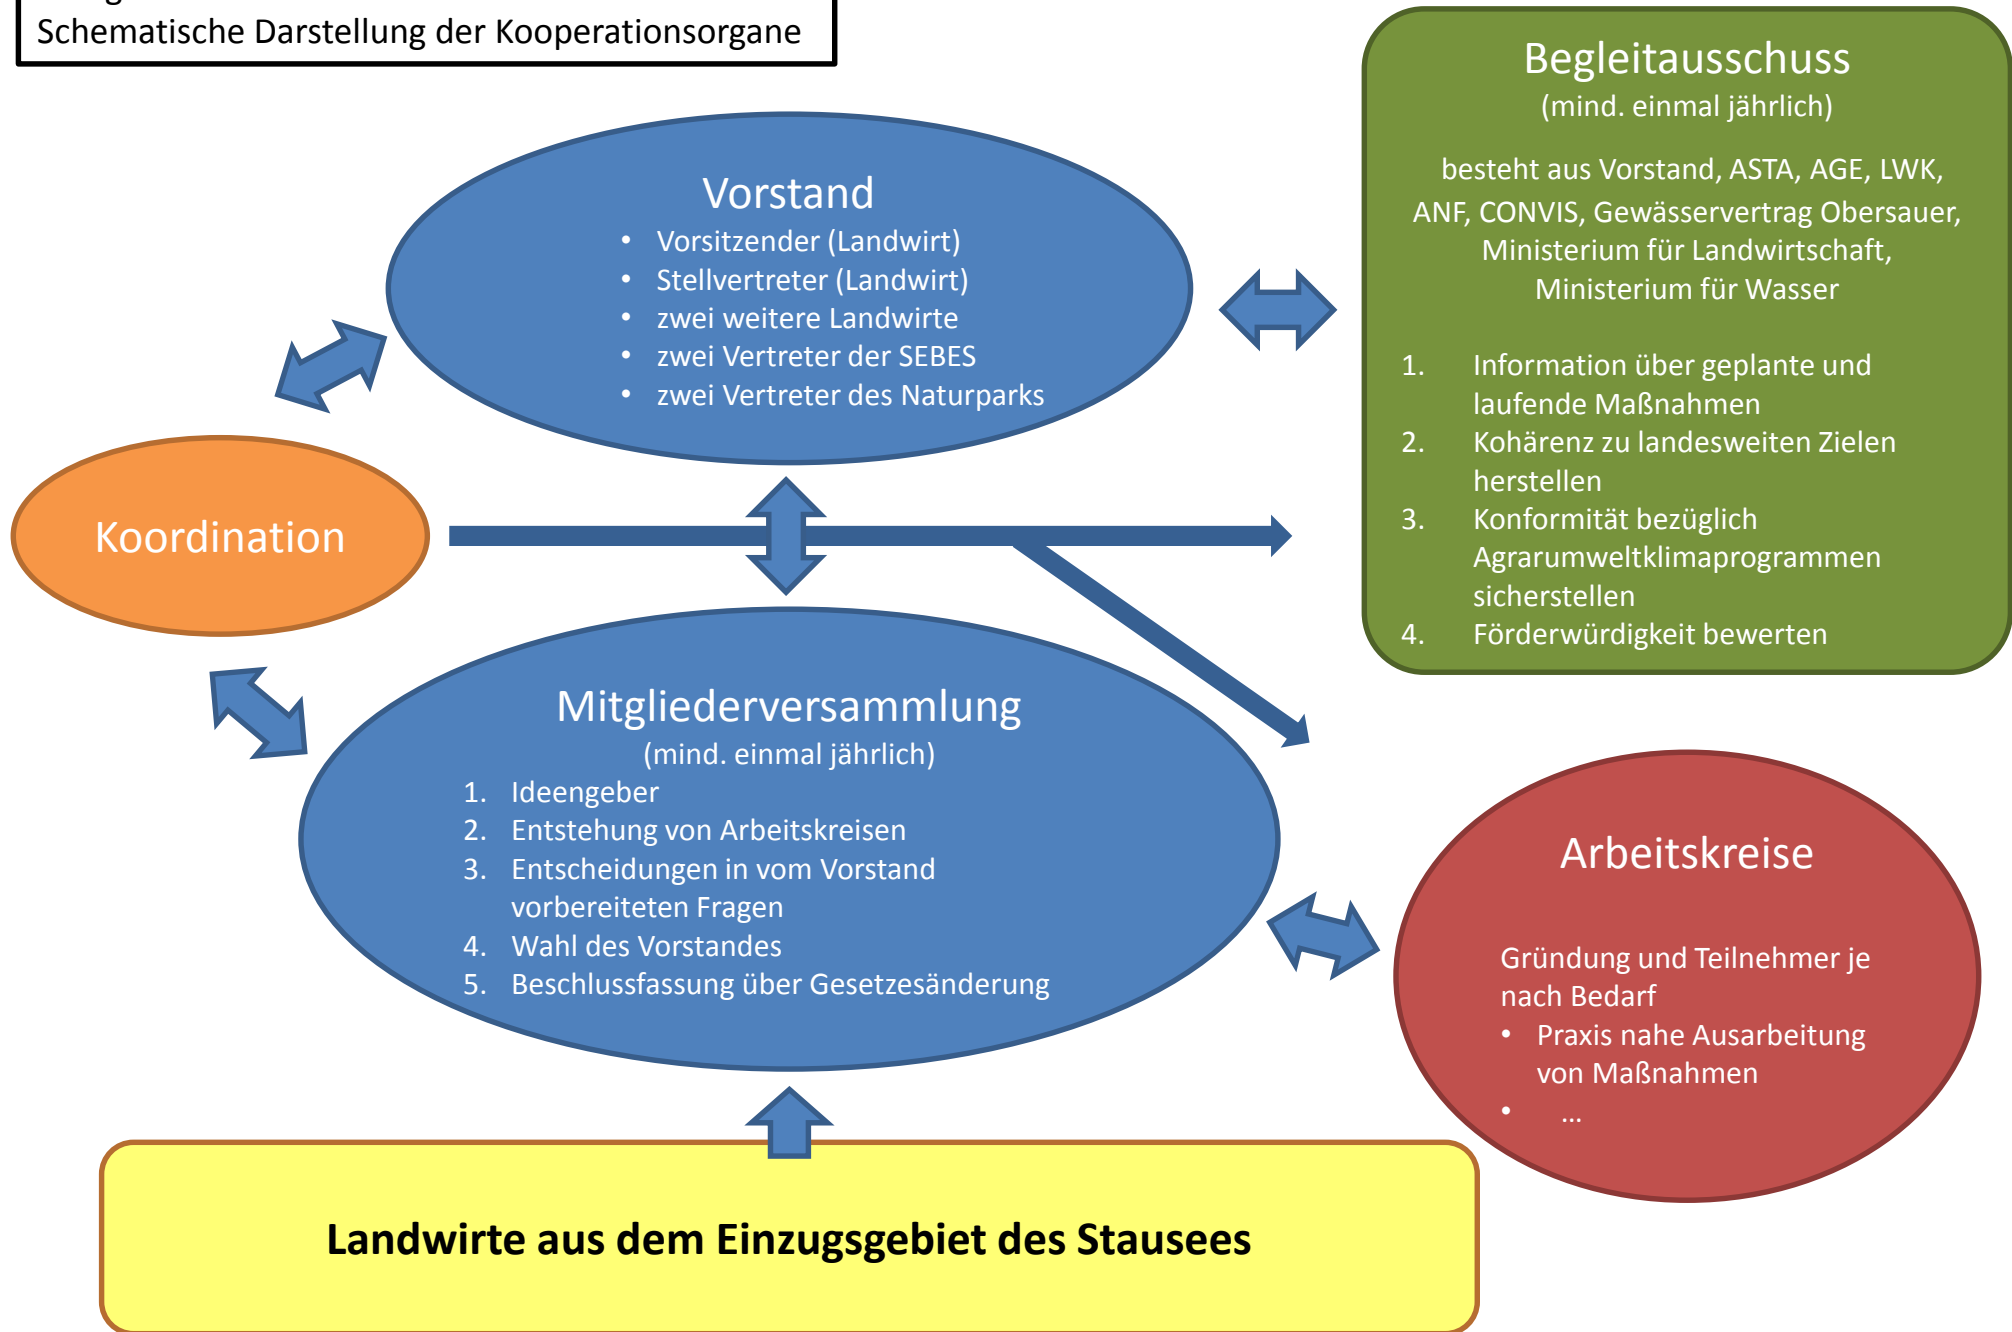 Schematische Darstellung der Kooperationsorgane
Begleitausschuss
(mind. einmal jährlich)
besteht aus Vorstand, ASTA, AGE, LWK,
ANF, CONVIS, Gewässervertrag Obersauer,
Ministerium für Landwirtschaft,
Ministerium für Wasser
1. Information über geplante und
laufende Maßnahmen
2. Kohärenz zu landesweiten Zielen
herstellen
3. Konformität bezüglich
Agrarumweltklimaprogrammen
sicherstellen
4. Förderwürdigkeit bewerten
Vorstand
• Vorsitzender (Landwirt)
• Stellvertreter (Landwirt)
• zwei weitere Landwirte
• zwei Vertreter der SEBES
• zwei Vertreter des Naturparks
Koordination
Mitgliederversammlung
(mind. einmal jährlich)
1. Ideengeber
2. Entstehung von Arbeitskreisen
3. Entscheidungen in vom Vorstand
vorbereiteten Fragen
4. Wahl des Vorstandes
5. Beschlussfassung über Gesetzesänderung
Arbeitskreise
Gründung und Teilnehmer je
nach Bedarf
• Praxis nahe Ausarbeitung
von Maßnahmen
• ...
Landwirte aus dem Einzugsgebiet des Stausees